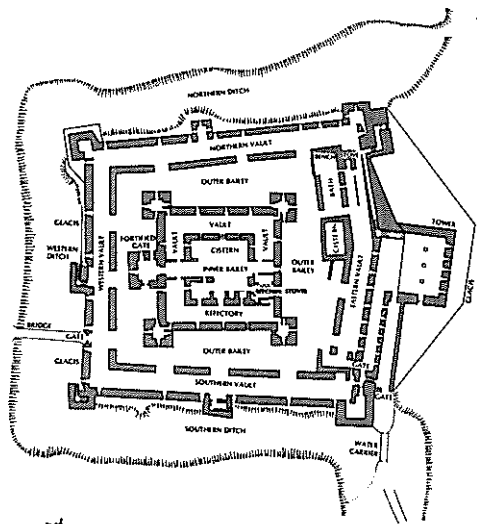 NORTHERN DITCH
NORTHERN VAULT
OUTER BAILEY
BENCH
BATH
TOWER
GLACIS
VAULT
FORTIFIED
GATE
VAULT
CISTERN
VAULT
CISTERN
WESTERN
DITCH
WESTERN VAULT
INNER BAILEY
OUTER
BAILEY
EASTERN VAULT
GLACIS
KITCHEN STOVES
REFECTORY
BRIDGE
GATE
OUTER BAILEY
GLACIS
SOUTHERN VAULT
GATE
GATE
SOUTHERN DITCH
WATER
CARRIER